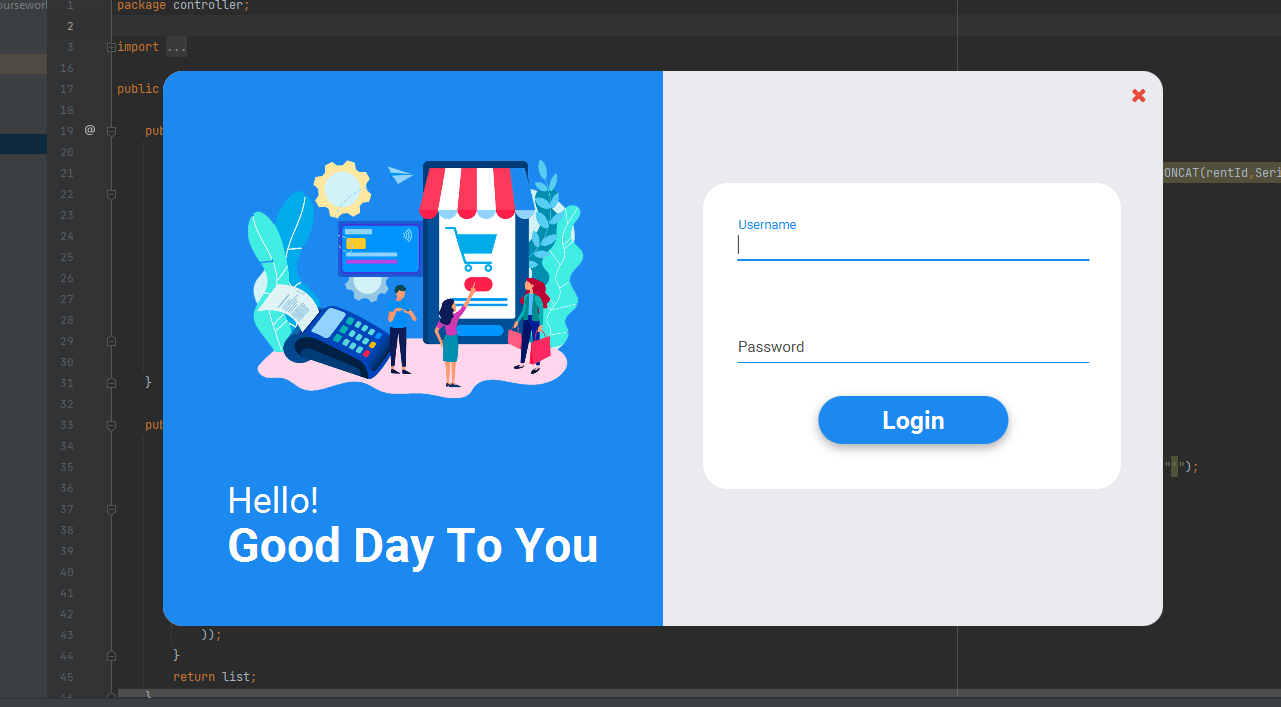 oursework
1 package controller;
2
3 import ...
16
17 public
18
19 @ pub
20
21 ONCAT(rentId,Seri
22
23
24
25
26
27
28
29
30
31 }
32
33 pub
34
35 "'");
36
37
38
39
40
41
42
43 ));
44 }
45 return list;
46 }
Hello!
Good Day To You
Username
Password
Login